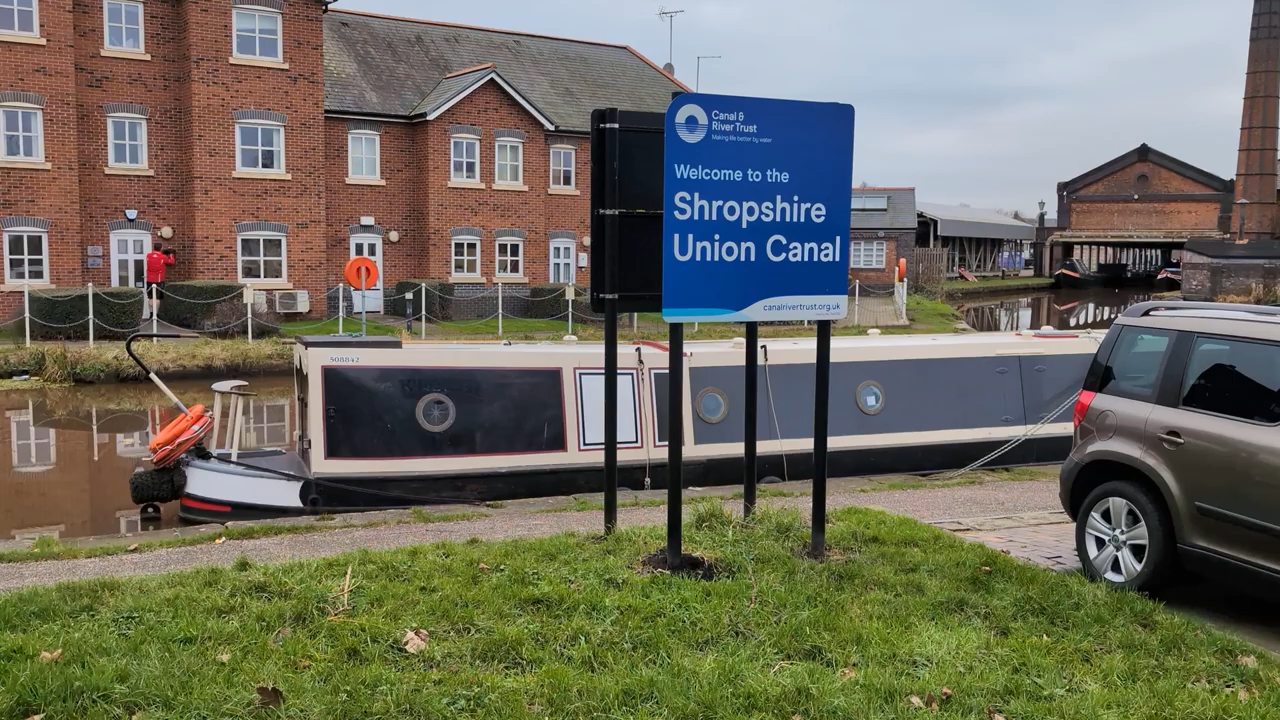 Canal &
River Trust
Making life better by water
Welcome to the
Shropshire
Union Canal
canalrivertrust.org.uk
508842